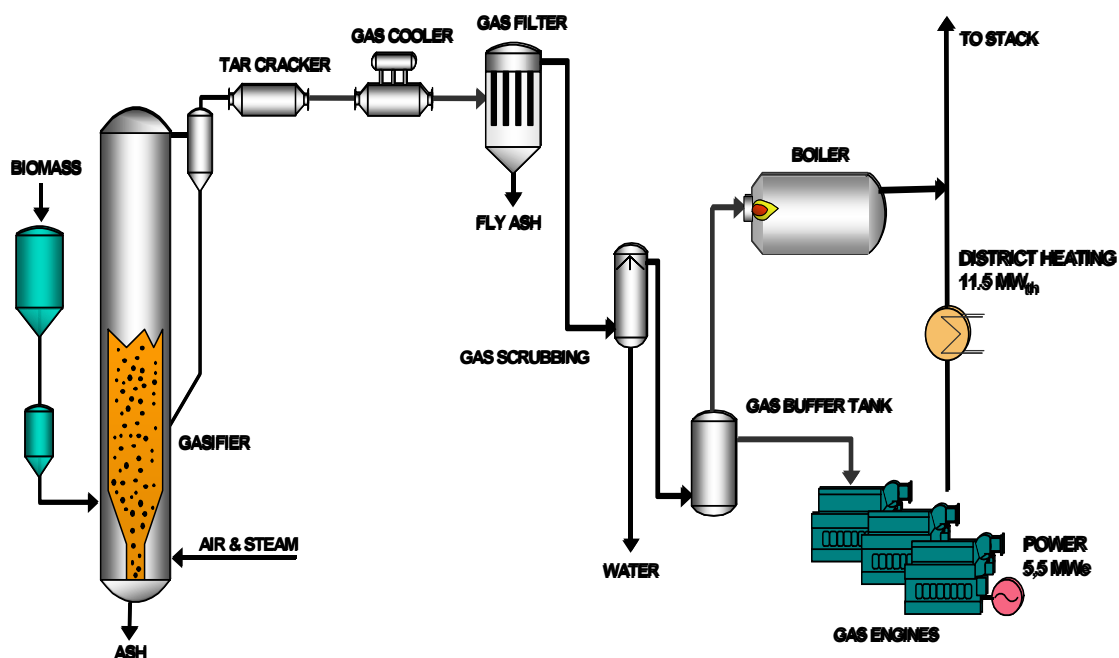 GAS FILTER
GAS COOLER
TAR CRACKER
TO STACK
BIOMASS
BOILER
FLY ASH
DISTRICT HEATING
11.5 MWth
GAS SCRUBBING
GAS BUFFER TANK
GASIFIER
AIR & STEAM
POWER
5,5 MWe
WATER
GAS ENGINES
ASH